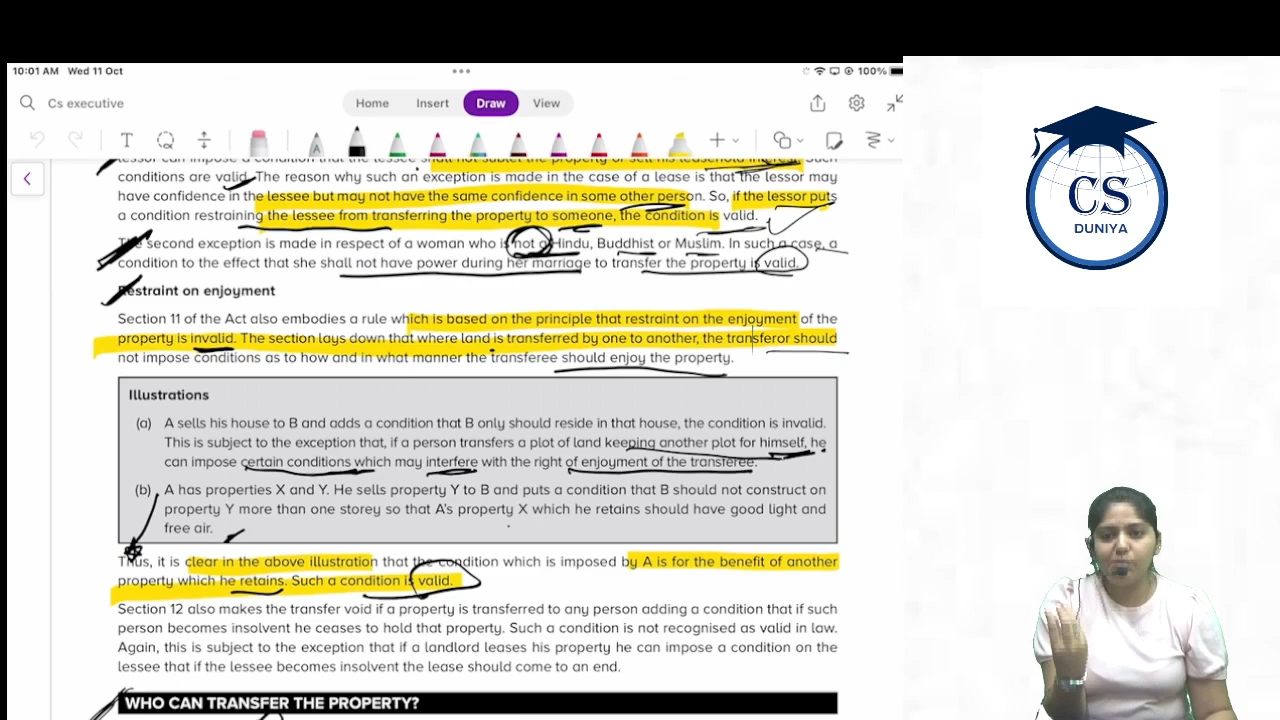 10:01 AM Wed 11 Oct
100%
Cs executive
Home Insert Draw View
lessor can impose a condition that the lessee shall not sublet the property or sell his leasehold interest. Such
conditions are valid. The reason why such an exception is made in the case of a lease is that the lessor may
have confidence in the lessee but may not have the same confidence in some other person. So, if the lessor puts
a condition restraining the lessee from transferring the property to someone, the condition is valid.
The second exception is made in respect of a woman who is not a Hindu, Buddhist or Muslim. In such a case, a
condition to the effect that she shall not have power during her marriage to transfer the property is valid.
Restraint on enjoyment
Section 11 of the Act also embodies a rule which is based on the principle that restraint on the enjoyment of the
property is invalid. The section lays down that where land is transferred by one to another, the transferor should
not impose conditions as to how and in what manner the transferee should enjoy the property.
Illustrations
(a) A sells his house to B and adds a condition that B only should reside in that house, the condition is invalid.
This is subject to the exception that, if a person transfers a plot of land keeping another plot for himself, he
can impose certain conditions which may interfere with the right of enjoyment of the transferee.
(b) A has properties X and Y. He sells property Y to B and puts a condition that B should not construct on
property Y more than one storey so that A's property X which he retains should have good light and
free air.
Thus, it is clear in the above illustration that the condition which is imposed by A is for the benefit of another
property which he retains. Such a condition is valid.
Section 12 also makes the transfer void if a property is transferred to any person adding a condition that if such
person becomes insolvent he ceases to hold that property. Such a condition is not recognised as valid in law.
Again, this is subject to the exception that if a landlord leases his property he can impose a condition on the
lessee that if the lessee becomes insolvent the lease should come to an end.
WHO CAN TRANSFER THE PROPERTY?
CS
DUNIYA